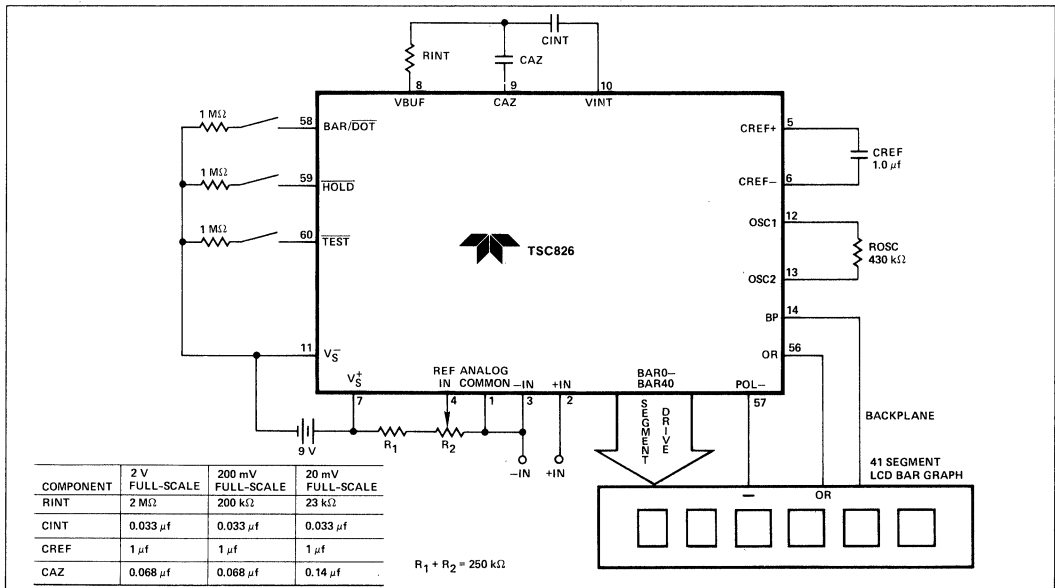 CINT
RINT
CAZ
8
9
10
VBUF
CAZ
VINT
1 MΩ
58
BAR/DOT
1 MΩ
59
HOLD
1 MΩ
60
TEST
TSC826
CREF+
5
CREF
1.0 μf
CREF−
6
OSC1
12
ROSC
430 kΩ
OSC2
13
BP
14
OR
56
11
VS−
VS+
7
REF IN
4
ANALOG COMMON
1
−IN
3
+IN
2
BAR0−
BAR40
POL−
57
SEGMENT DRIVE
BACKPLANE
9 V
R1
R2
−IN
+IN
41 SEGMENT
LCD BAR GRAPH
−
OR
COMPONENT | 2 V FULL-SCALE | 200 mV FULL-SCALE | 20 mV FULL-SCALE
RINT | 2 MΩ | 200 kΩ | 23 kΩ
CINT | 0.033 μf | 0.033 μf | 0.033 μf
CREF | 1 μf | 1 μf | 1 μf
CAZ | 0.068 μf | 0.068 μf | 0.14 μf
R1 + R2 = 250 kΩ